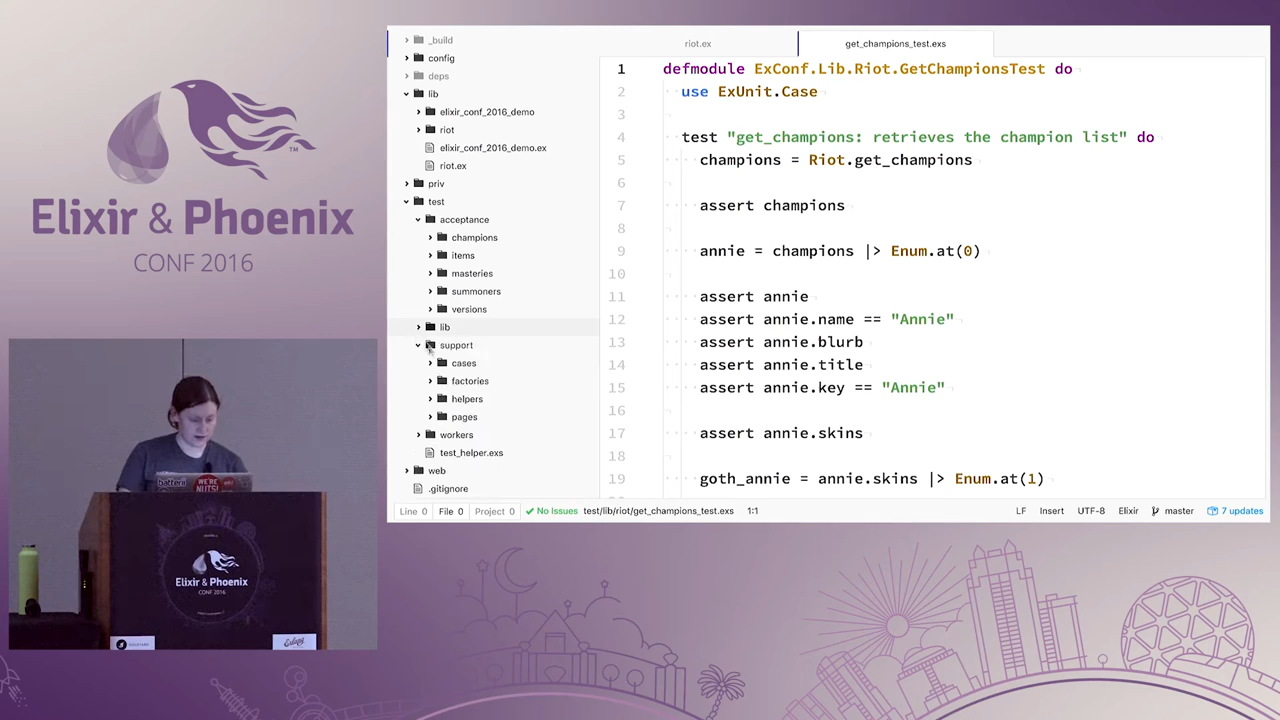 Elixir & Phoenix
CONF 2016
TM
_build
config
deps
lib
elixir_conf_2016_demo
riot
elixir_conf_2016_demo.ex
riot.ex
priv
test
acceptance
champions
items
masteries
summoners
versions
lib
support
cases
factories
helpers
pages
workers
test_helper.exs
web
.gitignore
riot.ex
get_champions_test.exs
1 defmodule ExConf.Lib.Riot.GetChampionsTest do
2 use ExUnit.Case
3
4 test "get_champions: retrieves the champion list" do
5 champions = Riot.get_champions
6
7 assert champions
8
9 annie = champions |> Enum.at(0)
10
11 assert annie
12 assert annie.name == "Annie"
13 assert annie.blurb
14 assert annie.title
15 assert annie.key == "Annie"
16
17 assert annie.skins
18
19 goth_annie = annie.skins |> Enum.at(1)
Line 0 File 0 Project 0 No Issues test/lib/riot/get_champions_test.exs 1:1 LF Insert UTF-8 Elixir master 7 updates
batterii
WE'RE
NUTS!
Elixir & Phoenix
CONF 2016
Erlang